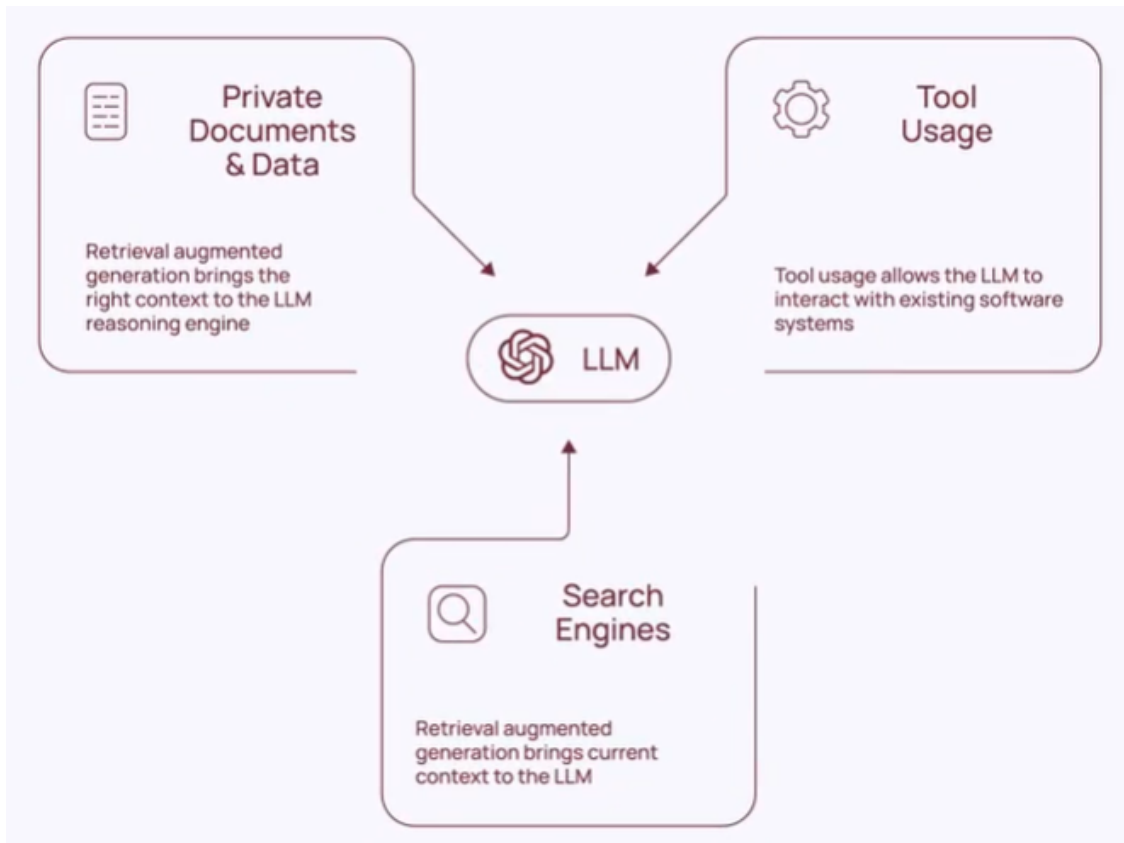 Private
Documents
& Data
Retrieval augmented
generation brings the
right context to the LLM
reasoning engine
Tool
Usage
Tool usage allows the LLM to
interact with existing software
systems
LLM
Search
Engines
Retrieval augmented
generation brings current
context to the LLM